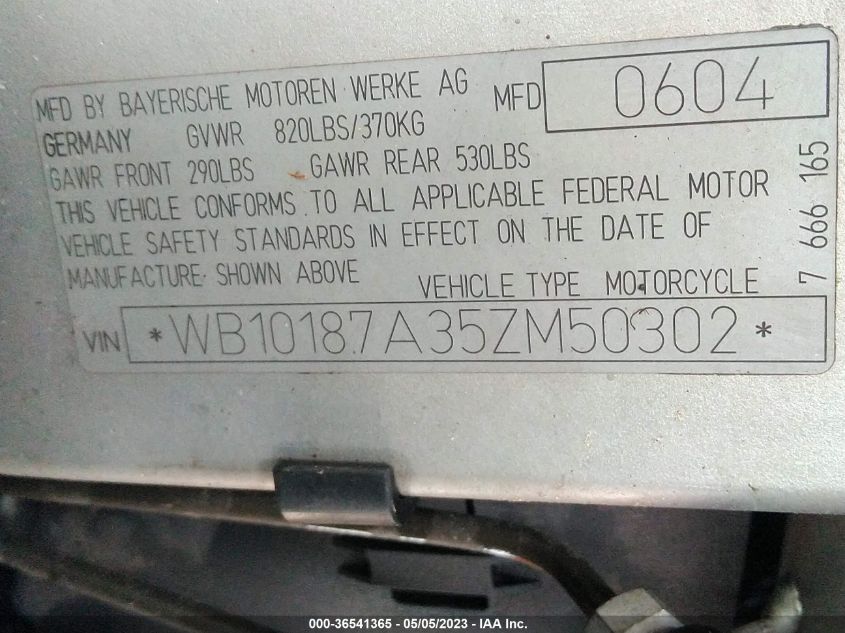 MFD BY BAYERISCHE MOTOREN WERKE AG MFD 0604
GERMANY GVWR 820LBS/370KG
GAWR FRONT 290LBS GAWR REAR 530LBS
THIS VEHICLE CONFORMS TO ALL APPLICABLE FEDERAL MOTOR
VEHICLE SAFETY STANDARDS IN EFFECT ON THE DATE OF
MANUFACTURE SHOWN ABOVE
VEHICLE TYPE MOTORCYCLE
7 666 165
VIN *WB10187A35ZM50302*
000-36541365 - 05/05/2023 - IAA Inc.